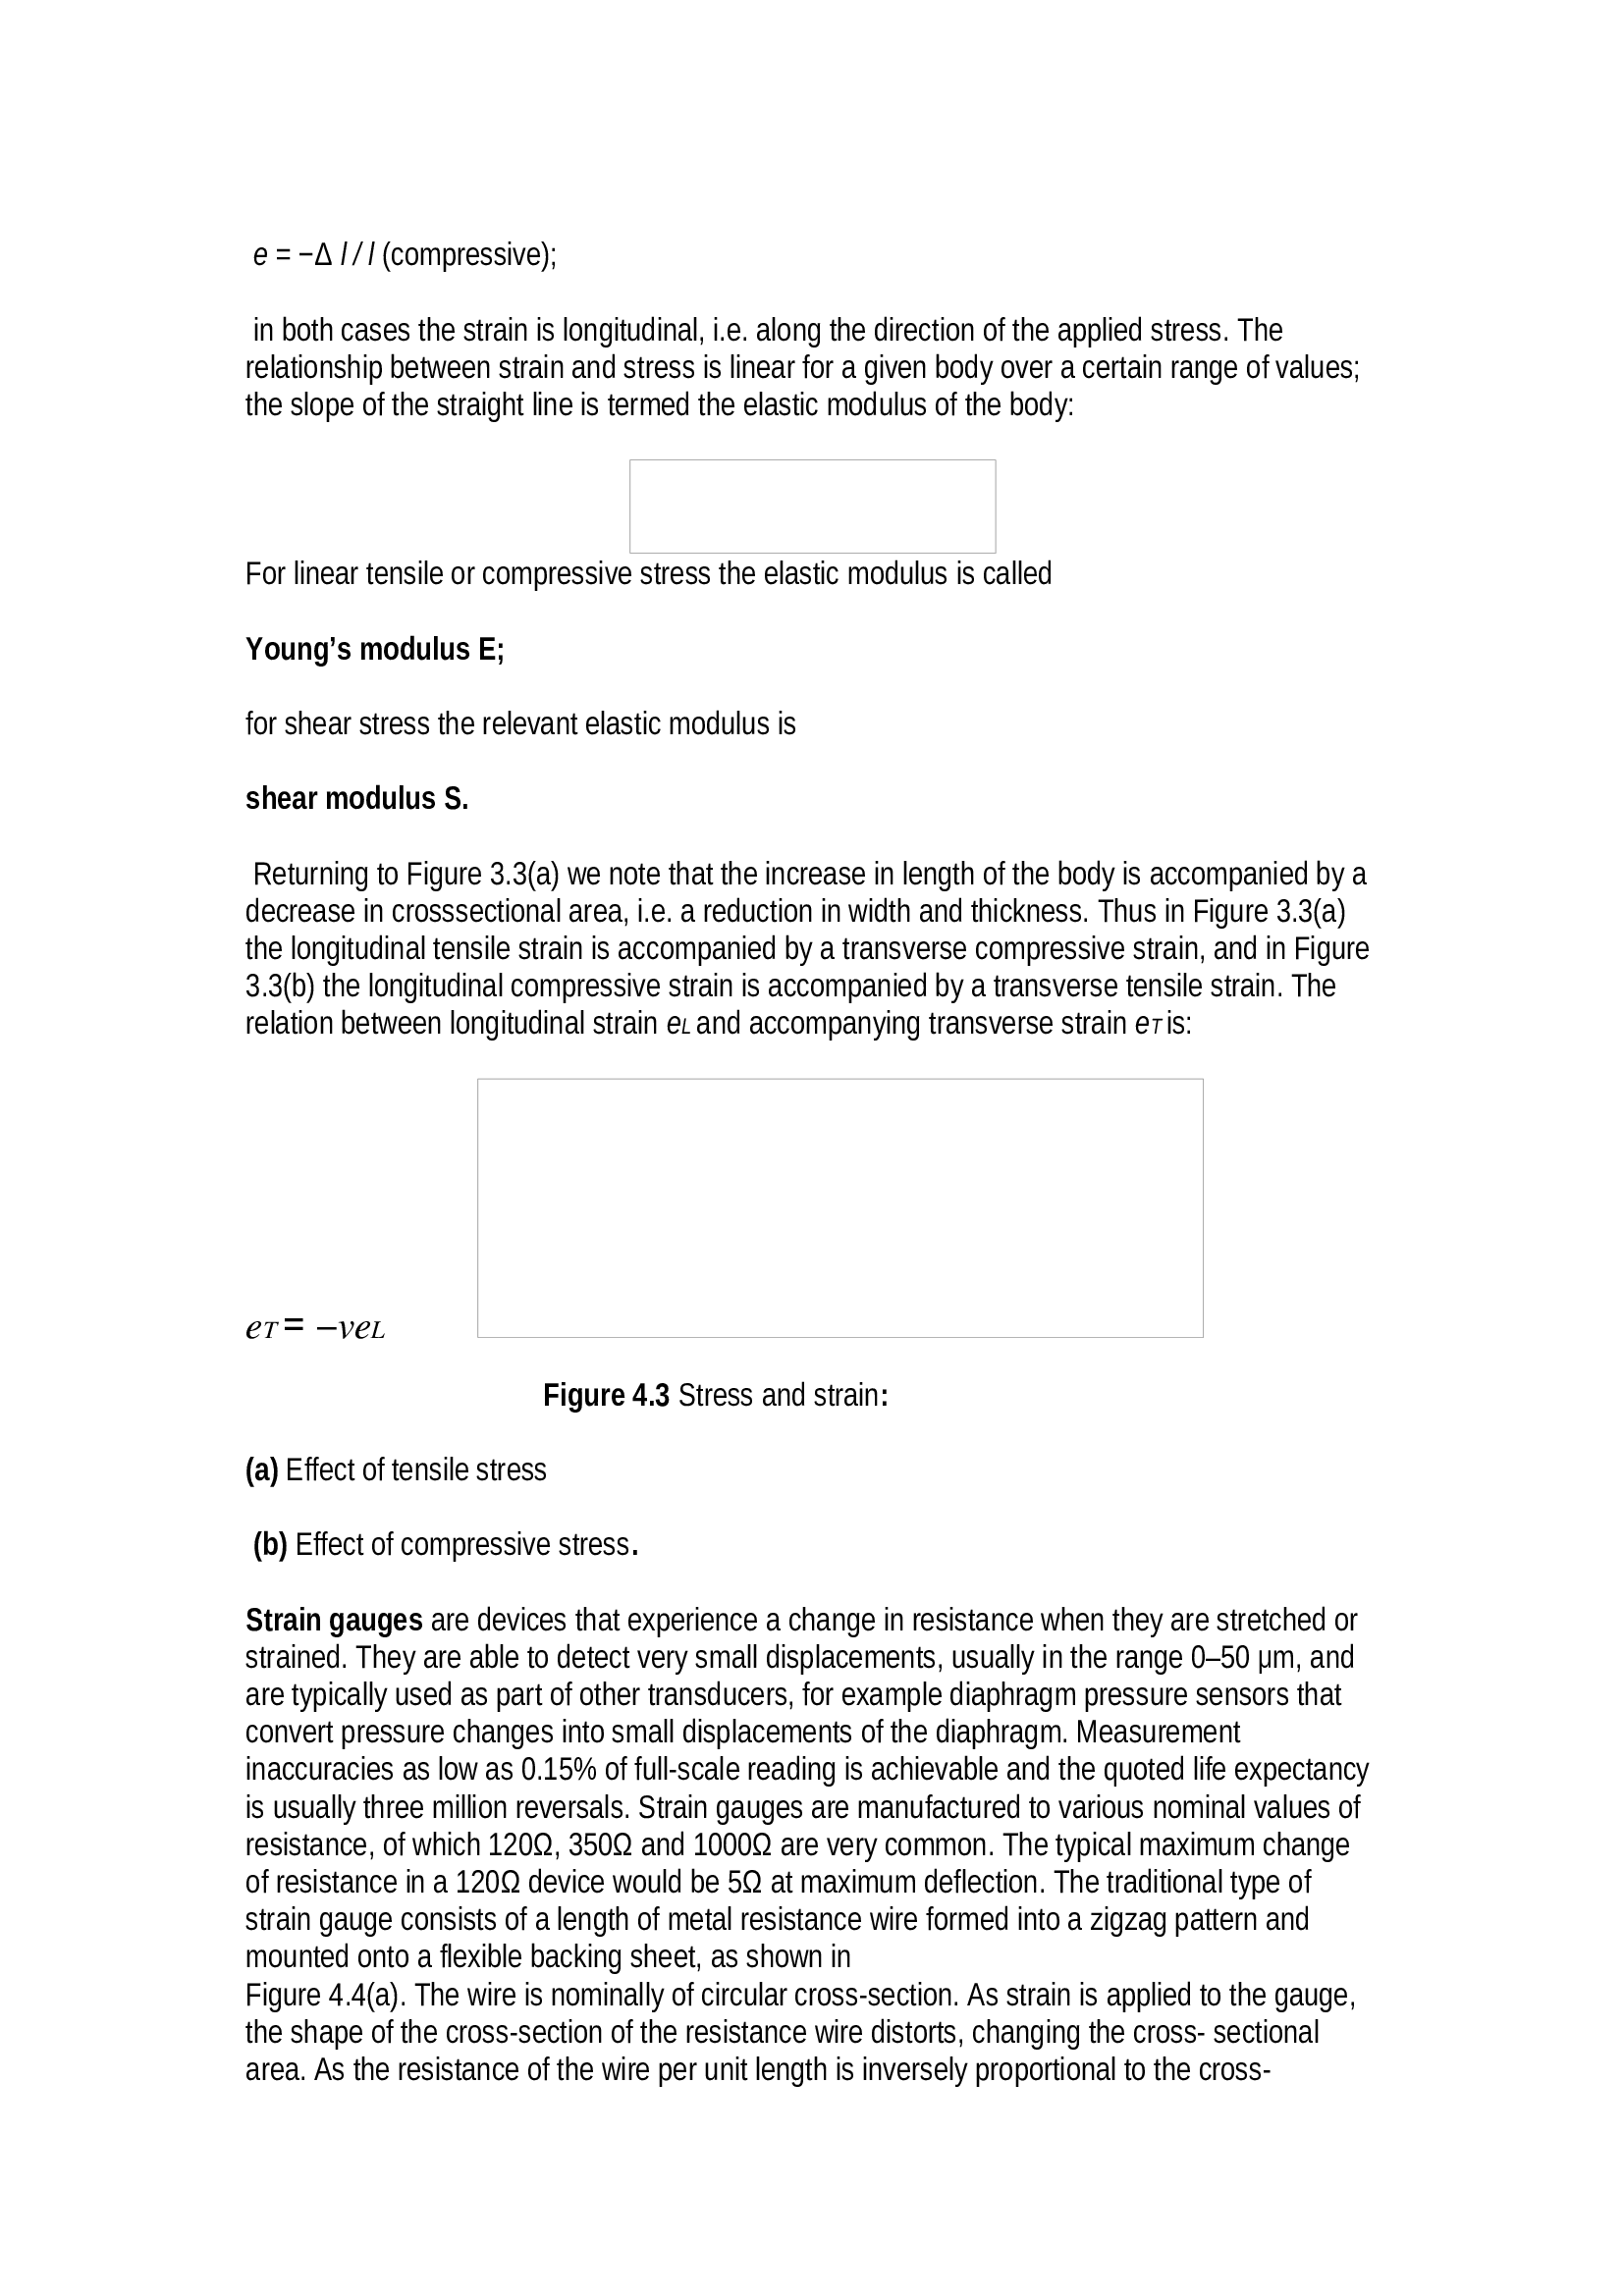 e = −Δ l / l (compressive);
in both cases the strain is longitudinal, i.e. along the direction of the applied stress. The
relationship between strain and stress is linear for a given body over a certain range of values;
the slope of the straight line is termed the elastic modulus of the body:
For linear tensile or compressive stress the elastic modulus is called
Young’s modulus E;
for shear stress the relevant elastic modulus is
shear modulus S.
Returning to Figure 3.3(a) we note that the increase in length of the body is accompanied by a
decrease in crosssectional area, i.e. a reduction in width and thickness. Thus in Figure 3.3(a)
the longitudinal tensile strain is accompanied by a transverse compressive strain, and in Figure
3.3(b) the longitudinal compressive strain is accompanied by a transverse tensile strain. The
relation between longitudinal strain eL and accompanying transverse strain eT is:
eT = −veL
Figure 4.3 Stress and strain:
(a) Effect of tensile stress
(b) Effect of compressive stress.
Strain gauges are devices that experience a change in resistance when they are stretched or
strained. They are able to detect very small displacements, usually in the range 0–50 μm, and
are typically used as part of other transducers, for example diaphragm pressure sensors that
convert pressure changes into small displacements of the diaphragm. Measurement
inaccuracies as low as 0.15% of full-scale reading is achievable and the quoted life expectancy
is usually three million reversals. Strain gauges are manufactured to various nominal values of
resistance, of which 120Ω, 350Ω and 1000Ω are very common. The typical maximum change
of resistance in a 120Ω device would be 5Ω at maximum deflection. The traditional type of
strain gauge consists of a length of metal resistance wire formed into a zigzag pattern and
mounted onto a flexible backing sheet, as shown in
Figure 4.4(a). The wire is nominally of circular cross-section. As strain is applied to the gauge,
the shape of the cross-section of the resistance wire distorts, changing the cross- sectional
area. As the resistance of the wire per unit length is inversely proportional to the cross-